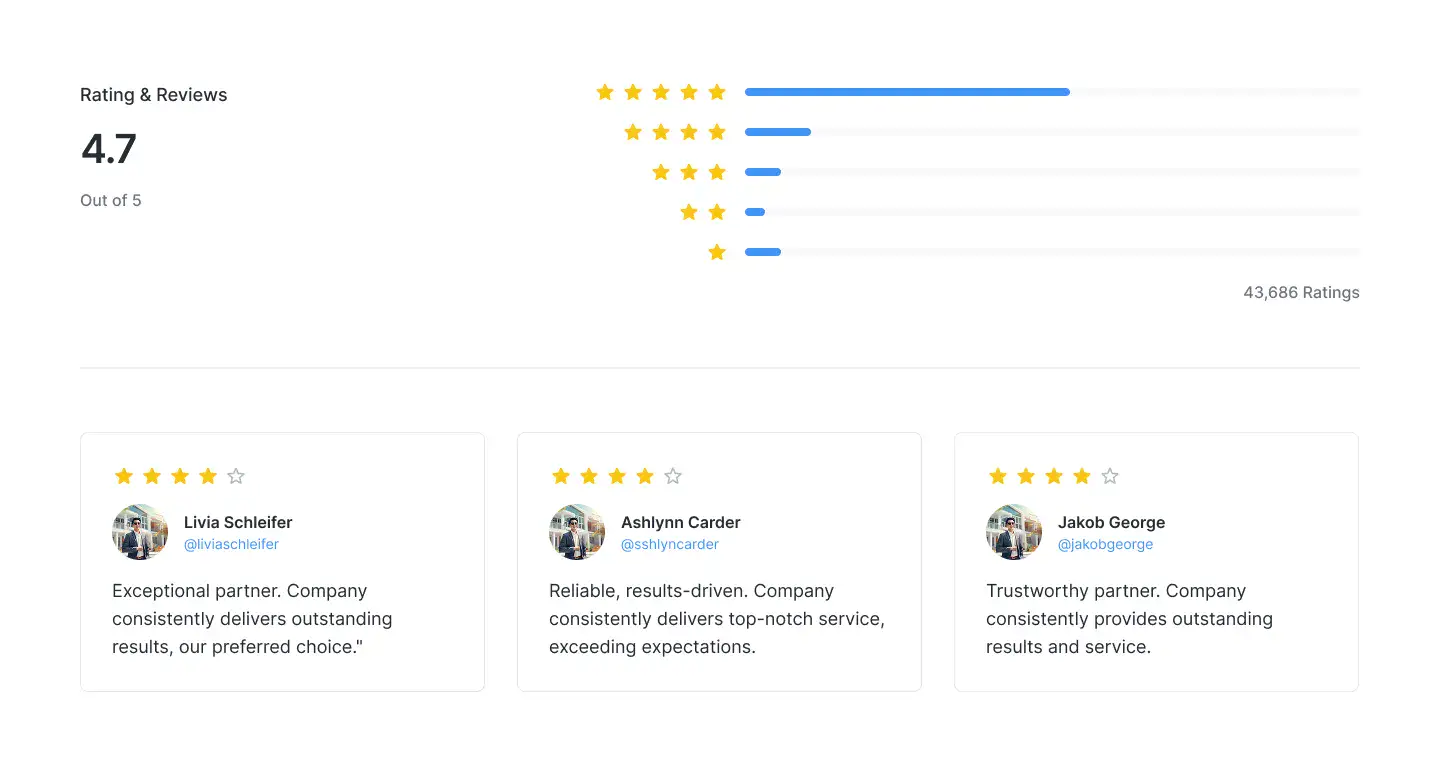 Rating & Reviews
4.7
Out of 5
43,686 Ratings
Livia Schleifer
@liviaschleifer
Exceptional partner. Company
consistently delivers outstanding
results, our preferred choice."
Ashlynn Carder
@sshlyncarder
Reliable, results-driven. Company
consistently delivers top-notch service,
exceeding expectations.
Jakob George
@jakobgeorge
Trustworthy partner. Company
consistently provides outstanding
results and service.